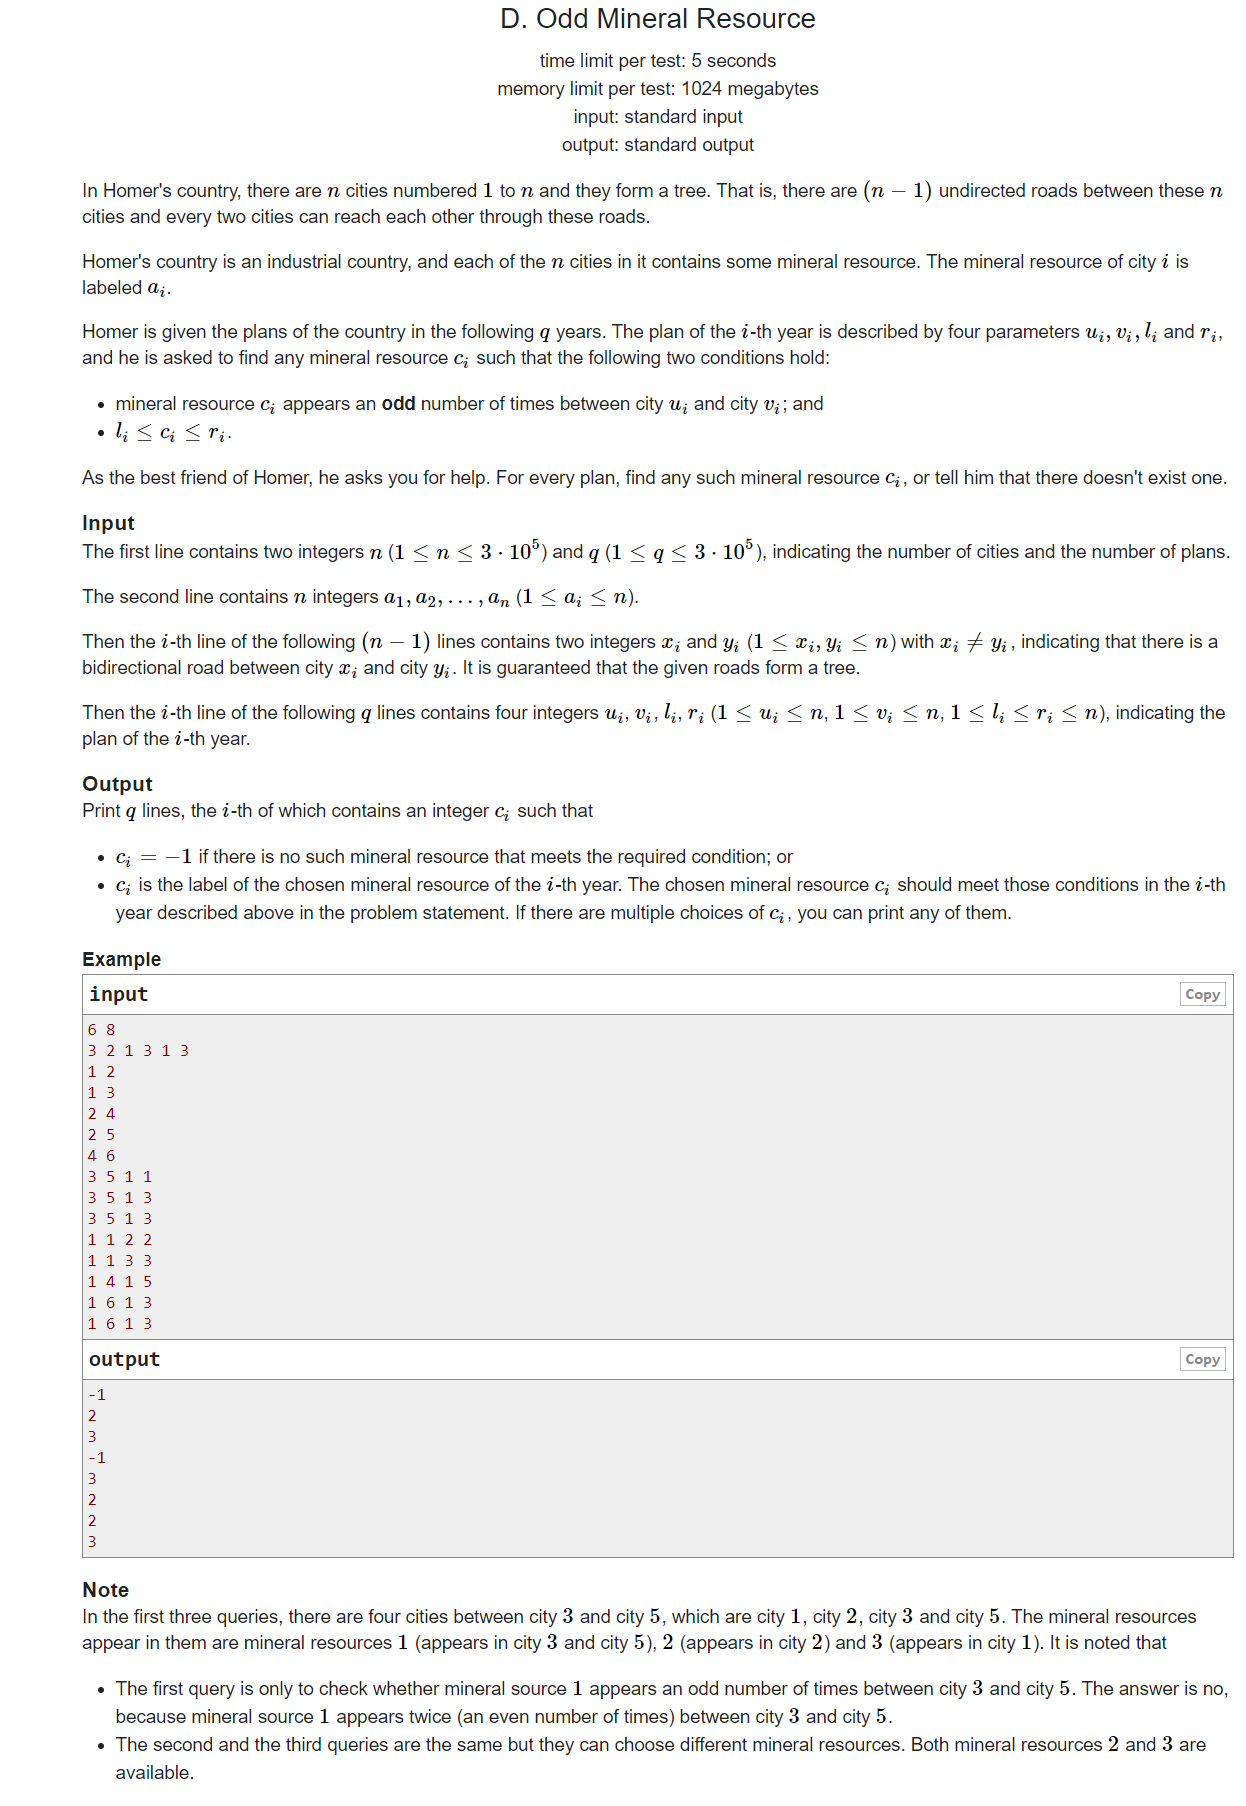 D. Odd Mineral Resource
time limit per test: 5 seconds
memory limit per test: 1024 megabytes
input: standard input
output: standard output
In Homer's country, there are n cities numbered 1 to n and they form a tree. That is, there are (n − 1) undirected roads between these n
cities and every two cities can reach each other through these roads.
Homer's country is an industrial country, and each of the n cities in it contains some mineral resource. The mineral resource of city i is
labeled a_i.
Homer is given the plans of the country in the following q years. The plan of the i-th year is described by four parameters u_i, v_i, l_i and r_i,
and he is asked to find any mineral resource c_i such that the following two conditions hold:
• mineral resource c_i appears an odd number of times between city u_i and city v_i; and
• l_i ≤ c_i ≤ r_i.
As the best friend of Homer, he asks you for help. For every plan, find any such mineral resource c_i, or tell him that there doesn't exist one.
Input
The first line contains two integers n (1 ≤ n ≤ 3 · 10^5) and q (1 ≤ q ≤ 3 · 10^5), indicating the number of cities and the number of plans.
The second line contains n integers a_1, a_2, . . . , a_n (1 ≤ a_i ≤ n).
Then the i-th line of the following (n − 1) lines contains two integers x_i and y_i (1 ≤ x_i, y_i ≤ n) with x_i ≠ y_i, indicating that there is a
bidirectional road between city x_i and city y_i. It is guaranteed that the given roads form a tree.
Then the i-th line of the following q lines contains four integers u_i, v_i, l_i, r_i (1 ≤ u_i ≤ n, 1 ≤ v_i ≤ n, 1 ≤ l_i ≤ r_i ≤ n), indicating the
plan of the i-th year.
Output
Print q lines, the i-th of which contains an integer c_i such that
• c_i = −1 if there is no such mineral resource that meets the required condition; or
• c_i is the label of the chosen mineral resource of the i-th year. The chosen mineral resource c_i should meet those conditions in the i-th
year described above in the problem statement. If there are multiple choices of c_i, you can print any of them.
Example
input Copy
6 8
3 2 1 3 1 3
1 2
1 3
2 4
2 5
4 6
3 5 1 1
3 5 1 3
3 5 1 3
1 1 2 2
1 1 3 3
1 4 1 5
1 6 1 3
1 6 1 3
output Copy
-1
2
3
-1
3
2
2
3
Note
In the first three queries, there are four cities between city 3 and city 5, which are city 1, city 2, city 3 and city 5. The mineral resources
appear in them are mineral resources 1 (appears in city 3 and city 5), 2 (appears in city 2) and 3 (appears in city 1). It is noted that
• The first query is only to check whether mineral source 1 appears an odd number of times between city 3 and city 5. The answer is no,
because mineral source 1 appears twice (an even number of times) between city 3 and city 5.
• The second and the third queries are the same but they can choose different mineral resources. Both mineral resources 2 and 3 are
available.